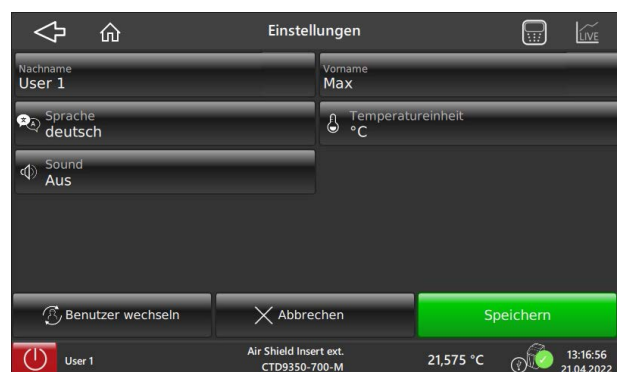 Einstellungen
LIVE
Nachname
User 1
Vorname
Max
Sprache
deutsch
Temperatureinheit
°C
Sound
Aus
Benutzer wechseln
Abbrechen
Speichern
User 1
Air Shield Insert ext.
CTD9350-700-M
21,575 °C
13:16:56
21.04.2022